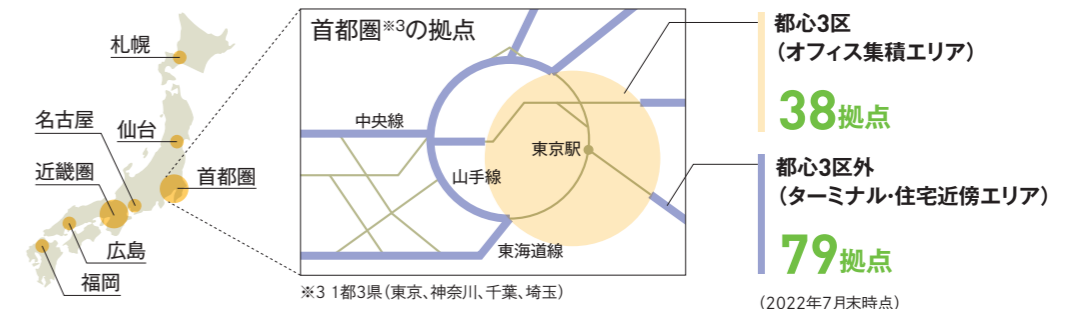 札幌
名古屋
仙台
近畿圏
首都圏
広島
福岡
首都圏※3の拠点
中央線
東京駅
山手線
東海道線
※3 1都3県(東京、神奈川、千葉、埼玉)
都心3区
(オフィス集積エリア)
38拠点
都心3区外
(ターミナル・住宅近傍エリア)
79拠点
(2022年7月末時点)